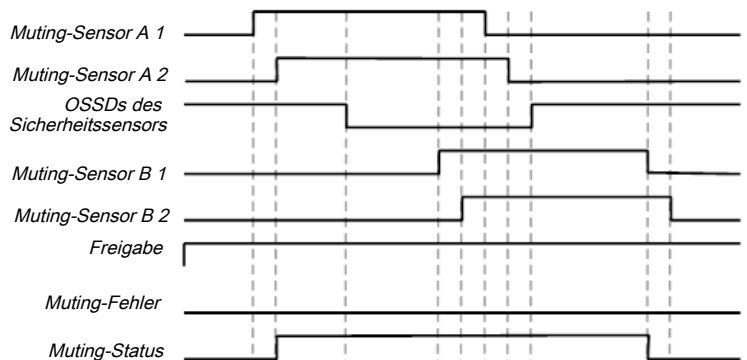 Muting-Sensor A 1
Muting-Sensor A 2
OSSDs des
Sicherheitssensors
Muting-Sensor B 1
Muting-Sensor B 2
Freigabe
Muting-Fehler
Muting-Status